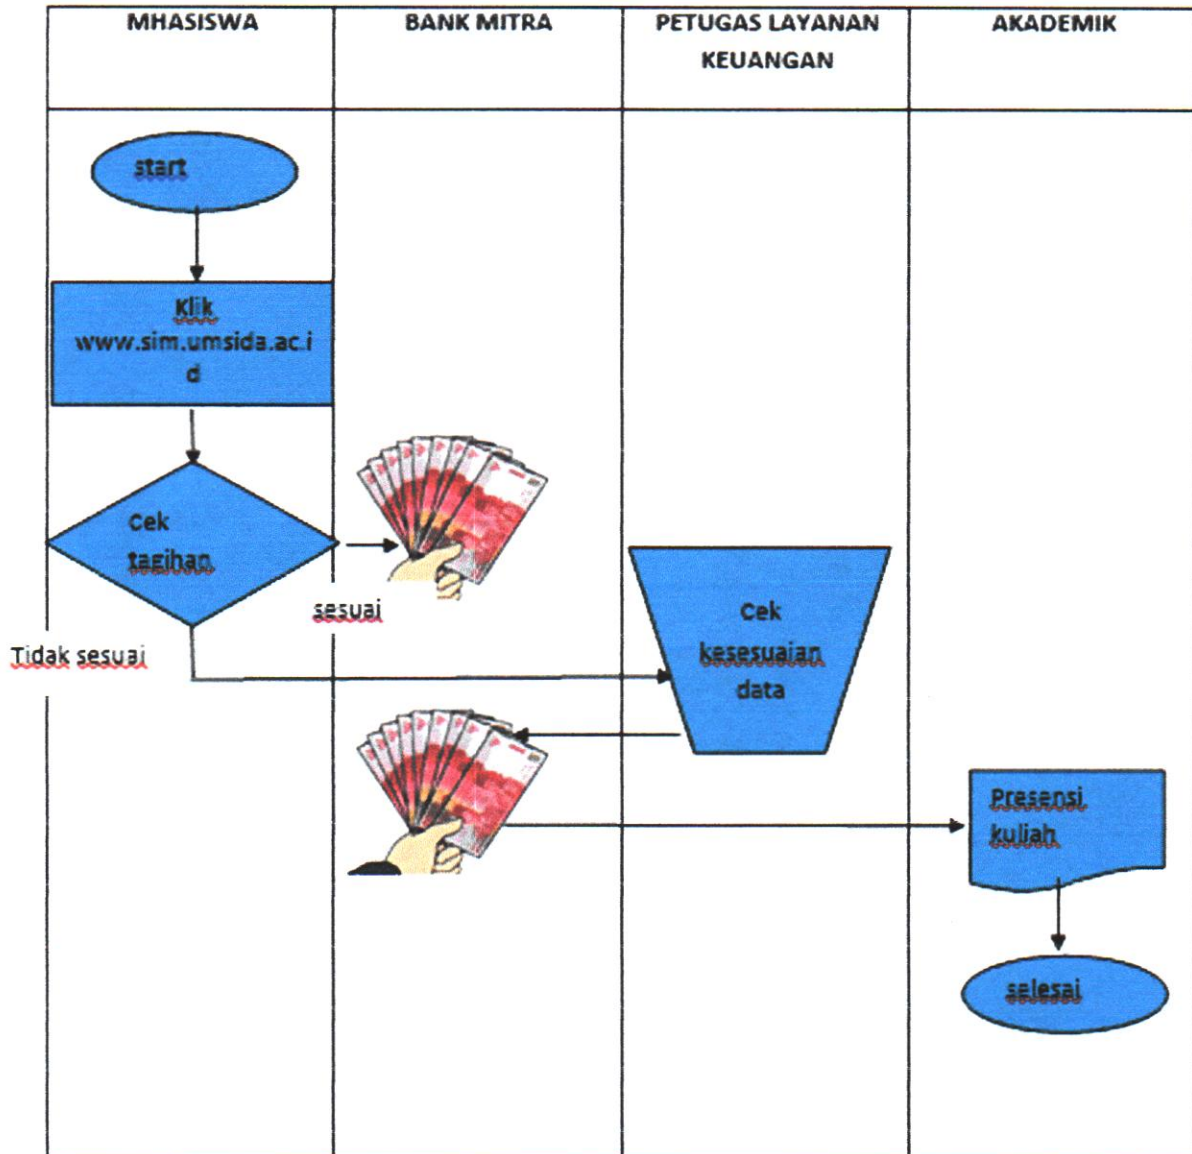 MHASISWA
BANK MITRA
PETUGAS LAYANAN
KEUANGAN
AKADEMIK
start
Klik
www.sim.umsida.ac.i
d
Cek
tagihan
sesuai
Tidak sesuai
Cek
kesesuaian
data
Presensi
kuliah
selesai